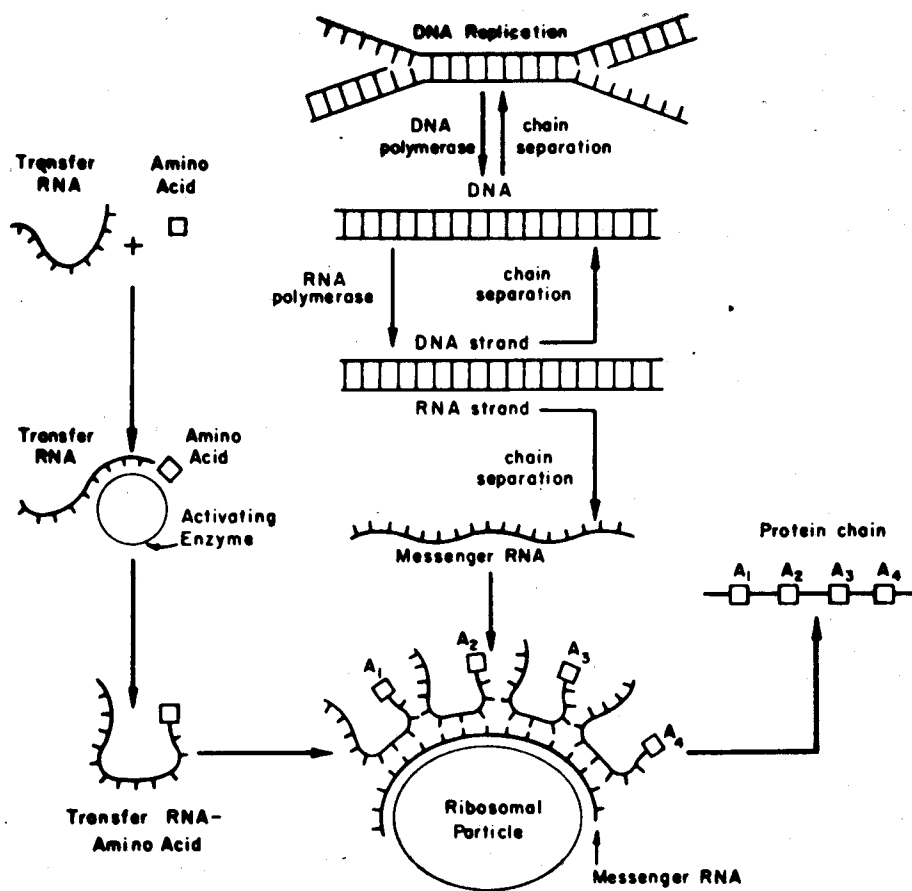 DNA Replication
DNA
polymerase
chain
separation
DNA
Transfer
RNA
+
Amino
Acid
RNA
polymerase
chain
separation
DNA strand
RNA strand
chain
separation
Messenger RNA
Transfer
RNA
Amino
Acid
Activating
Enzyme
Protein chain
A₁ A₂ A₃ A₄
A₁
A₂
A₃
A₄
Transfer RNA-
Amino Acid
Ribosomal
Particle
Messenger RNA